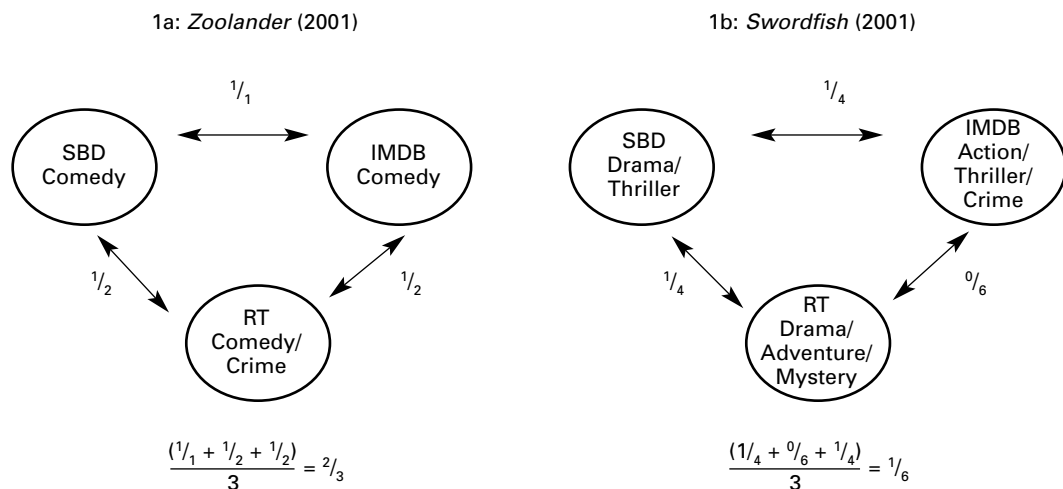 1a: Zoolander (2001)
1/1
SBD
Comedy
IMDB
Comedy
1/2
1/2
RT
Comedy/
Crime
(1/1 + 1/2 + 1/2)
3
= 2/3
1b: Swordfish (2001)
1/4
SBD
Drama/
Thriller
IMDB
Action/
Thriller/
Crime
1/4
0/6
RT
Drama/
Adventure/
Mystery
(1/4 + 0/6 + 1/4)
3
= 1/6